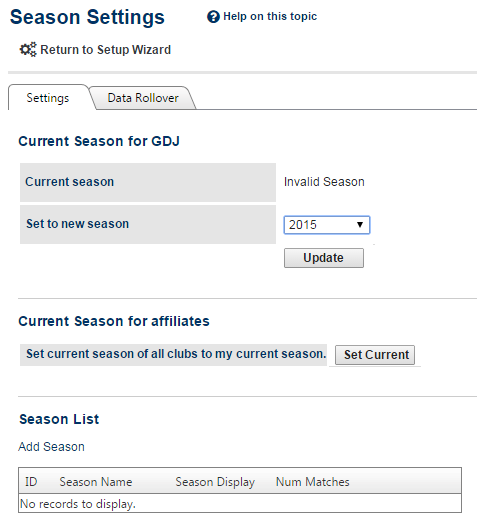 Season Settings
Help on this topic
Return to Setup Wizard
Settings
Data Rollover
Current Season for GDJ
Current season
Invalid Season
Set to new season
2015
Update
Current Season for affiliates
Set current season of all clubs to my current season.
Set Current
Season List
Add Season
ID Season Name Season Display Num Matches
No records to display.